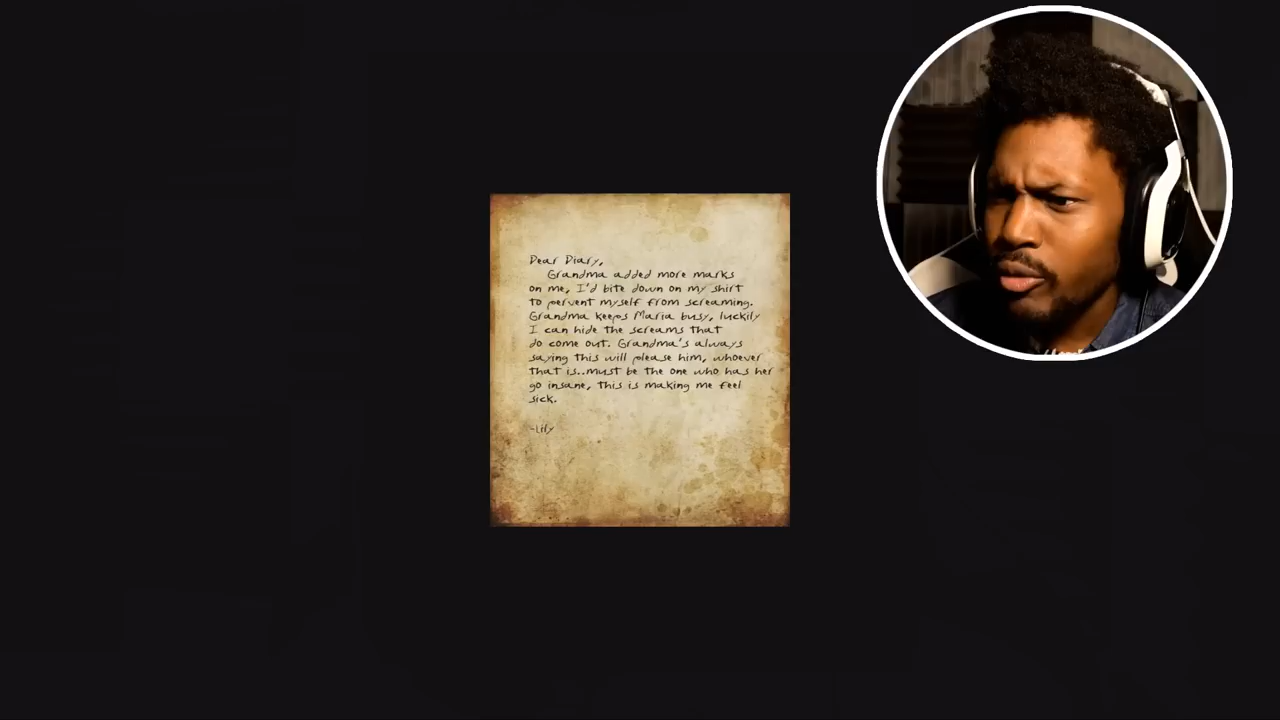 Dear Diary,
Grandma added more marks
on me, I'd bite down on my shirt
to pervent myself from screaming.
Grandma keeps Maria busy, luckily
I can hide the screams that
do come out. Grandma's always
saying this will please him, whoever
that is..must be the one who has her
go insane, this is making me feel
sick.
-Lily